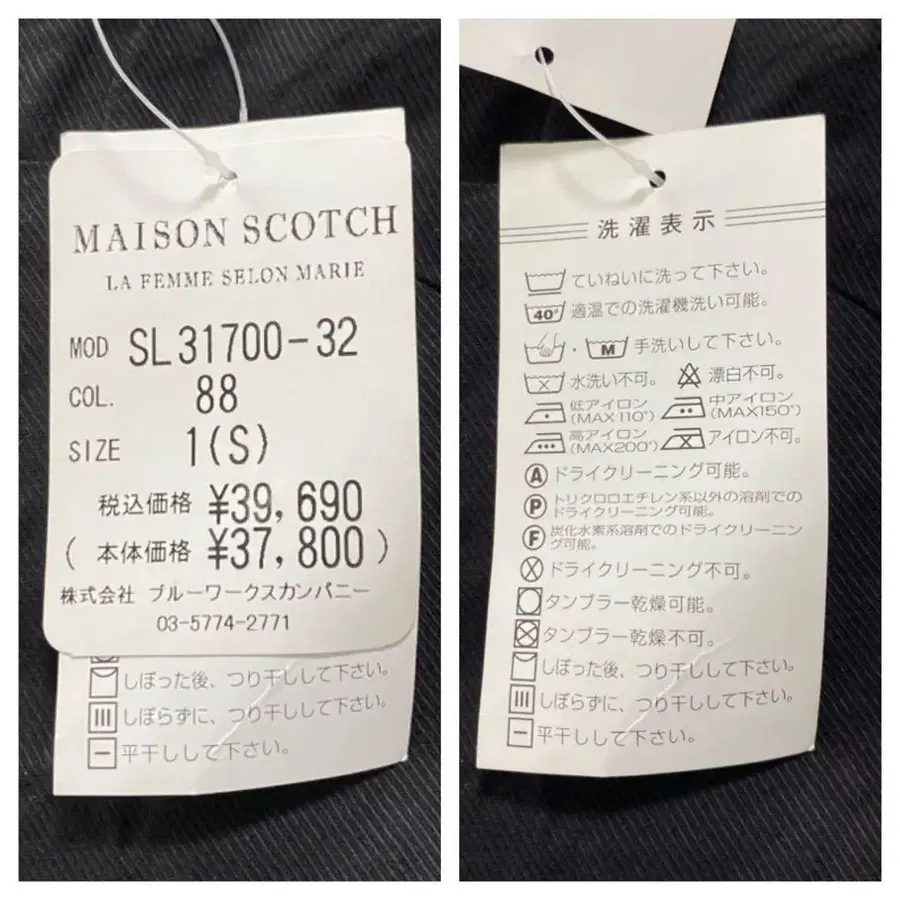 MAISON SCOTCH
LA FEMME SELON MARIE
MOD SL31700-32
COL. 88
SIZE 1(S)
税込価格 ¥39,690
(本体価格 ¥37,800)
株式会社 ブルーワークスカンパニー
03-5774-2771
しぼった後、つり干しして下さい。
しぼらずに、つり干しして下さい。
平干しして下さい。
洗濯表示
ていねいに洗って下さい。
40° 適温での洗濯機洗い可能。
・ M 手洗いして下さい。
水洗い不可。 漂白不可。
低アイロン (MAX110°) 中アイロン (MAX150°)
高アイロン (MAX200°) アイロン不可。
A ドライクリーニング可能。
P トリクロロエチレン系以外の溶剤での
ドライクリーニング可能。
F 炭化水素系溶剤でのドライクリーニン
グ可能。
ドライクリーニング不可。
タンブラー乾燥可能。
タンブラー乾燥不可。
しぼった後、つり干しして下さい。
しぼらずに、つり干しして下さい。
平干しして下さい。